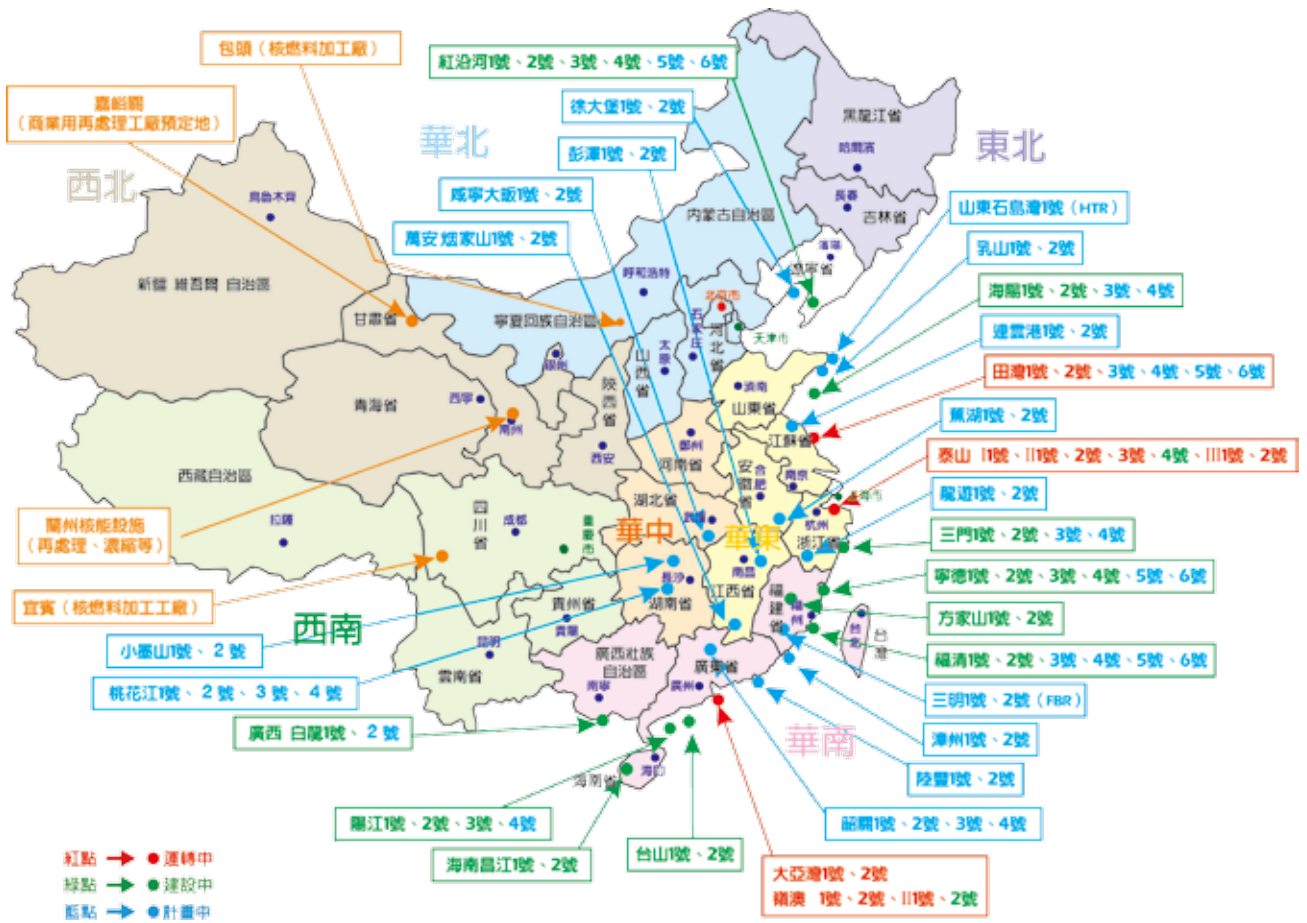 包頭（核燃料加工廠）
紅沿河1號、2號、3號、4號、5號、6號
嘉峪關
（商業用再處理工廠預定地）
徐大堡1號、2號
華北
彭澤1號、2號
東北
西北
咸寧大飯1號、2號
萬安烟家山1號、2號
黑龍江省
哈爾濱
長春
吉林省
烏魯木齊
內蒙古自治區
瀋陽
遼寧省
山東石島灣1號（HTR）
乳山1號、2號
海陽1號、2號、3號、4號
連雲港1號、2號
田灣1號、2號、3號、4號、5號、6號
蕪湖1號、2號
泰山 I1號、II1號、2號、3號、4號、III1號、2號
龍遊1號、2號
三門1號、2號、3號、4號
寧德1號、2號、3號、4號、5號、6號
方家山1號、2號
福清1號、2號、3號、4號、5號、6號
三明1號、2號（FBR）
漳州1號、2號
陸豐1號、2號
韶關1號、2號、3號、4號
新疆 維吾爾 自治區
甘肅省
寧夏回族自治區
呼和浩特
北京市
天津市
石家庄
河北省
山西省
太原
銀州
陝西省
濟南
山東省
青海省
西寧
蘭州
西安
鄭州
河南省
江蘇省
安徽省
合肥
南京
上海市
西藏自治區
拉薩
四川省
成都
重慶市
湖北省
武漢
華中
華東
杭州
浙江省
蘭州核能設施
（再處理、濃縮等）
宜賓（核燃料加工工廠）
長沙
湖南省
南昌
江西省
福建省
福州
台北
台灣
西南
貴州省
貴陽
昆明
雲南省
小墨山1號、2號
桃花江1號、2號、3號、4號
廣西壯族
自治區
南寧
廣東省
廣州
華南
廣西 白龍1號、2號
海南省
海口
陽江1號、2號、3號、4號
海南昌江1號、2號
台山1號、2號
大亞灣1號、2號
嶺澳 1號、2號、II1號、2號
紅點 → ●運轉中
綠點 → ●建設中
藍點 → ●計畫中